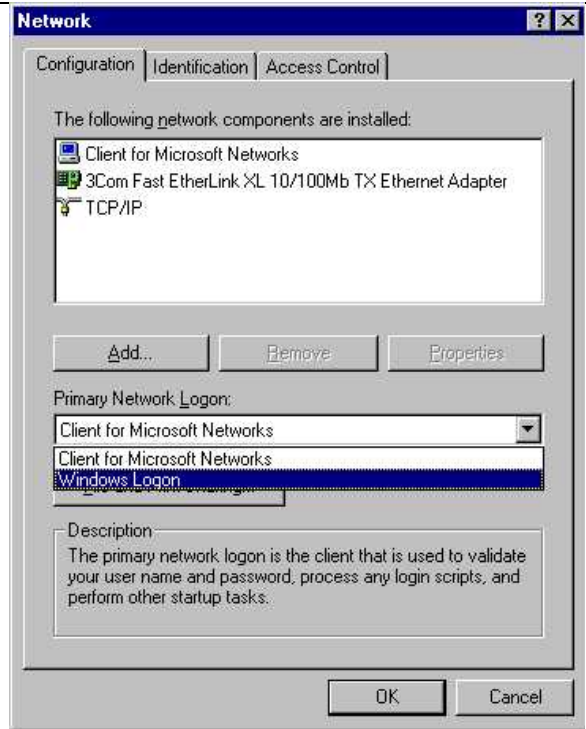 Network
Configuration Identification Access Control
The following network components are installed:
Client for Microsoft Networks
3Com Fast EtherLink XL 10/100Mb TX Ethernet Adapter
TCP/IP
Add... Remove Properties
Primary Network Logon:
Client for Microsoft Networks
Client for Microsoft Networks
Windows Logon
Description
The primary network logon is the client that is used to validate
your user name and password, process any login scripts, and
perform other startup tasks.
OK Cancel